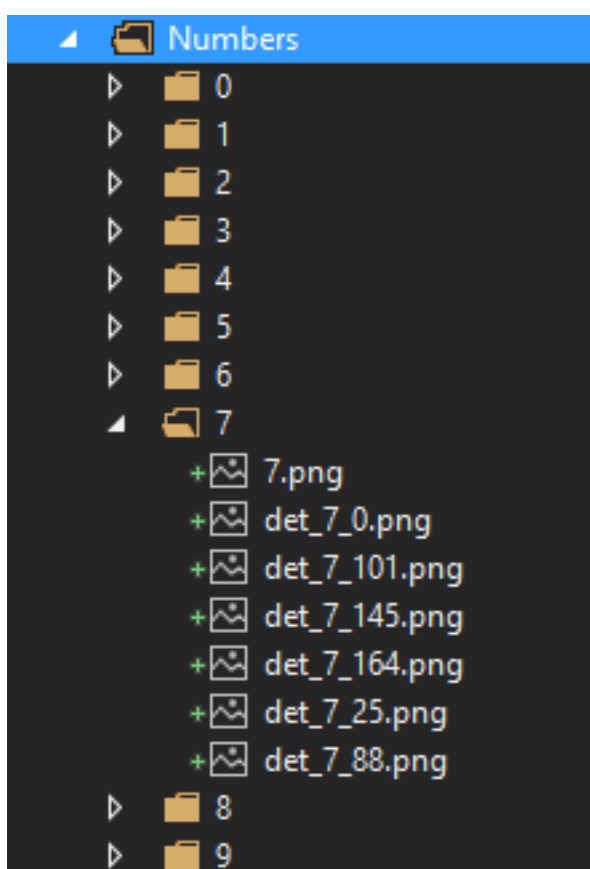 Numbers
0
1
2
3
4
5
6
7
7.png
det_7_0.png
det_7_101.png
det_7_145.png
det_7_164.png
det_7_25.png
det_7_88.png
8
9